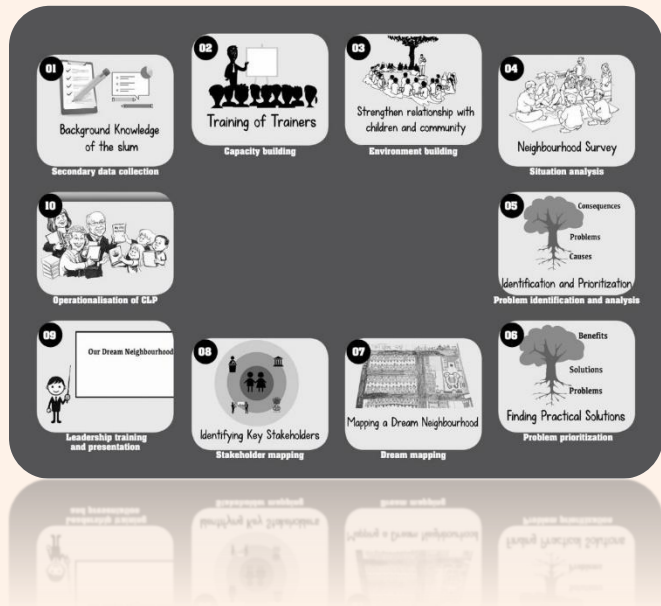 01
Background Knowledge
of the slum
Secondary data collection
02
Training of Trainers
Capacity building
03
Strengthen relationship with
children and community
Environment building
04
Neighbourhood Survey
Situation analysis
05
Consequences
Problems
Causes
Identification and Prioritization
Problem identification and analysis
06
Benefits
Solutions
Problems
Finding Practical Solutions
Problem prioritization
07
Mapping a Dream Neighbourhood
Dream mapping
08
Identifying Key Stakeholders
Stakeholder mapping
09
Our Dream Neighbourhood
Leadership training
and presentation
10
Operationalisation of CLP